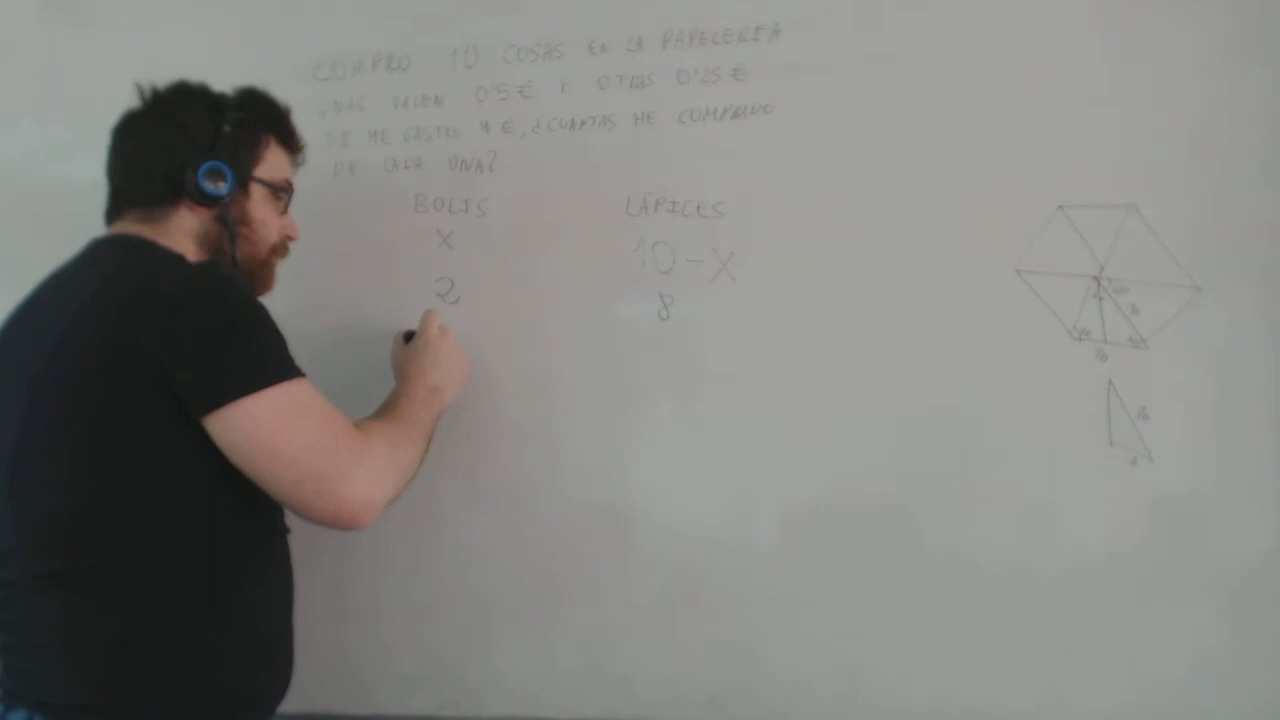 COMPRO 10 COSAS EN LA PAPELERIA
UNAS VALEN 0'5 € Y OTRAS 0'25 €
SI ME GASTO 4 €, ¿CUANTAS HE COMPRADO
DE CADA UNA?
BOLIS LÁPICES
X 10-X
2 8